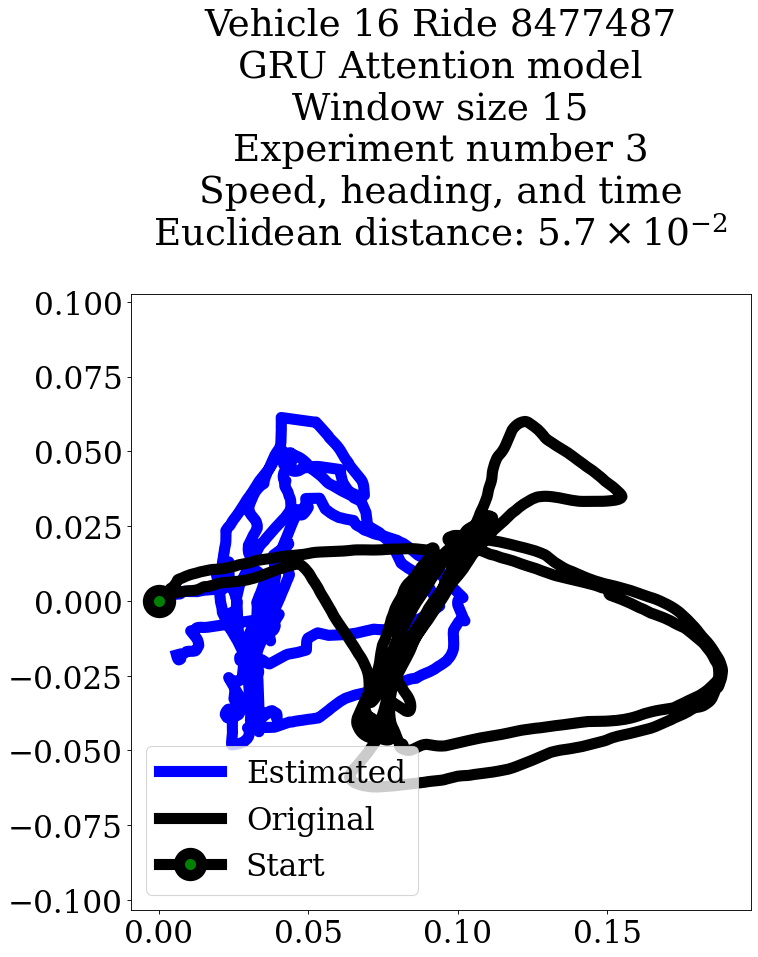 Vehicle 16 Ride 8477487
GRU Attention model
Window size 15
Experiment number 3
Speed, heading, and time
Euclidean distance: 5.7 × 10⁻²
0.100
0.075
0.050
0.025
0.000
−0.025
−0.050
−0.075
−0.100
Estimated
Original
Start
0.00 0.05 0.10 0.15